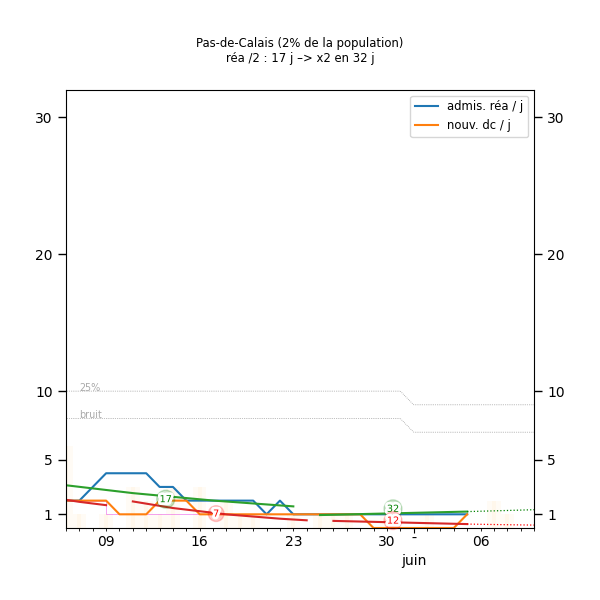 Pas-de-Calais (2% de la population)
réa /2 : 17 j –> x2 en 32 j
admis. réa / j
nouv. dc / j
30 30
20 20
10 10
5 5
1 1
25%
bruit
17
7
32
12
09 16 23 30 - 06
juin